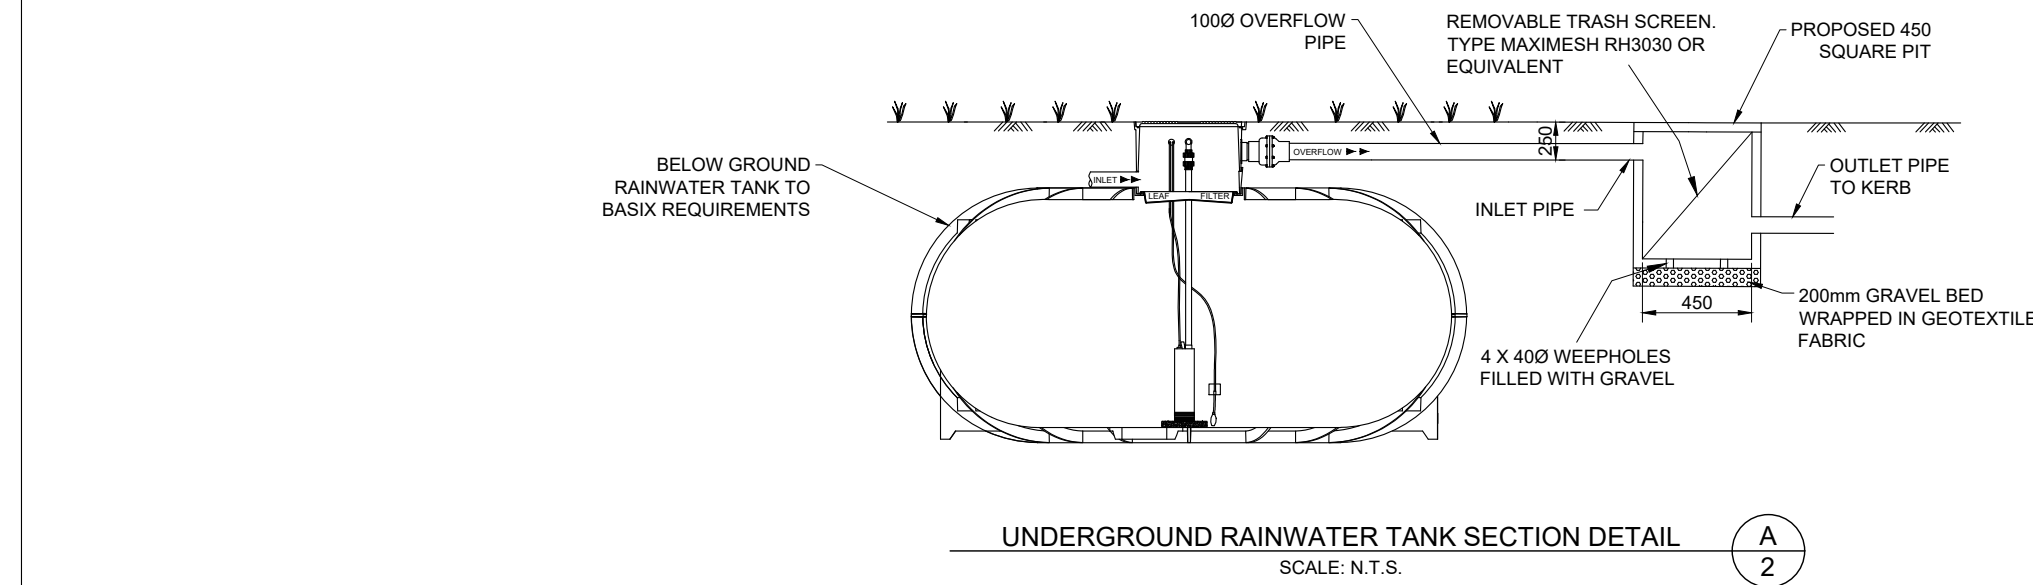 100Ø OVERFLOW
PIPE
REMOVABLE TRASH SCREEN.
TYPE MAXIMESH RH3030 OR
EQUIVALENT
PROPOSED 450
SQUARE PIT
250
OVERFLOW
BELOW GROUND
RAINWATER TANK TO
BASIX REQUIREMENTS
INLET
LEAF FILTER
INLET PIPE
OUTLET PIPE
TO KERB
450
200mm GRAVEL BED
WRAPPED IN GEOTEXTILE
FABRIC
4 X 40Ø WEEPHOLES
FILLED WITH GRAVEL
UNDERGROUND RAINWATER TANK SECTION DETAIL
SCALE: N.T.S.
A
2